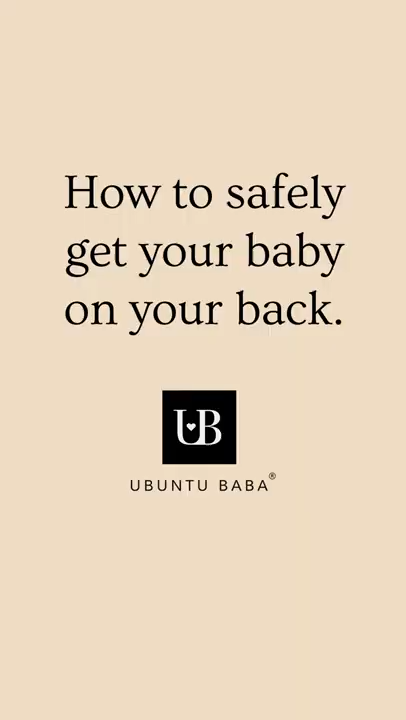 How to safely
get your baby
on your back.
UB
UBUNTU BABA®